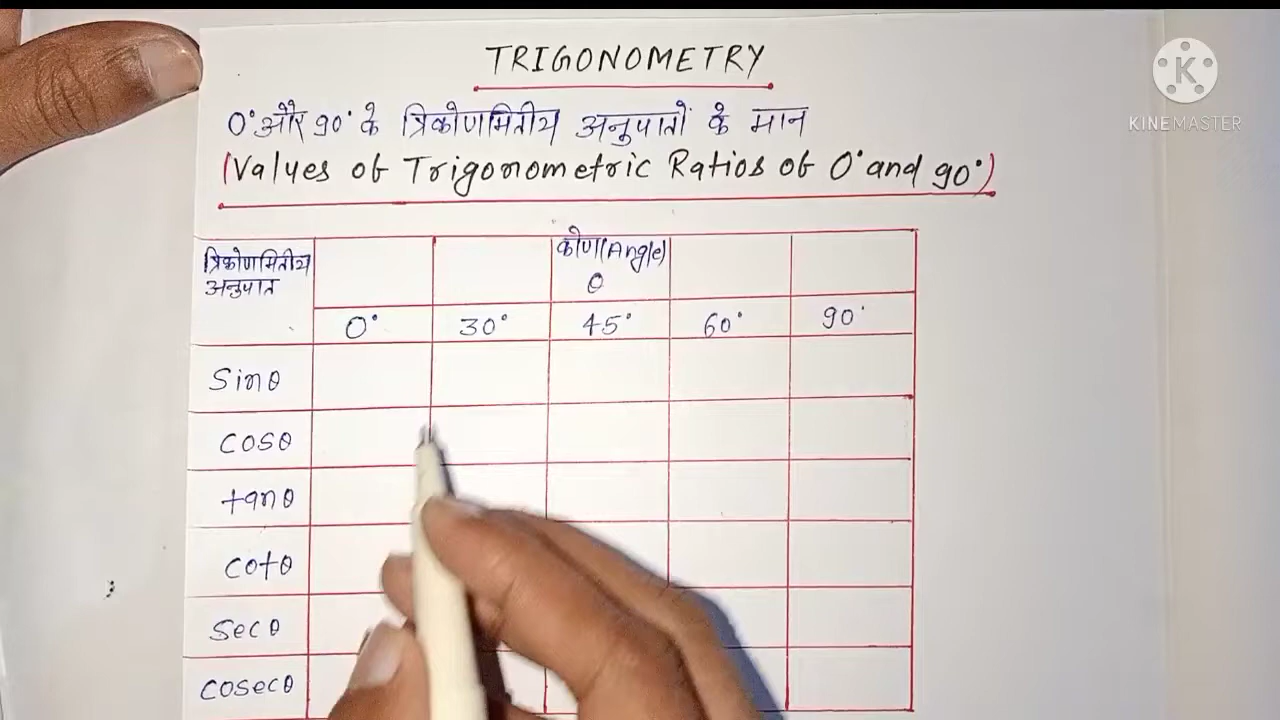 TRIGONOMETRY
0° और 90° के त्रिकोणमितीय अनुपातों के मान
(Values of Trigonometric Ratios of 0° and 90°)
K
KINEMASTER
त्रिकोणमितीय
अनुपात
कोण(Angle)
θ
0° 30° 45° 60° 90°
Sinθ
cosθ
tanθ
cotθ
Secθ
cosecθ